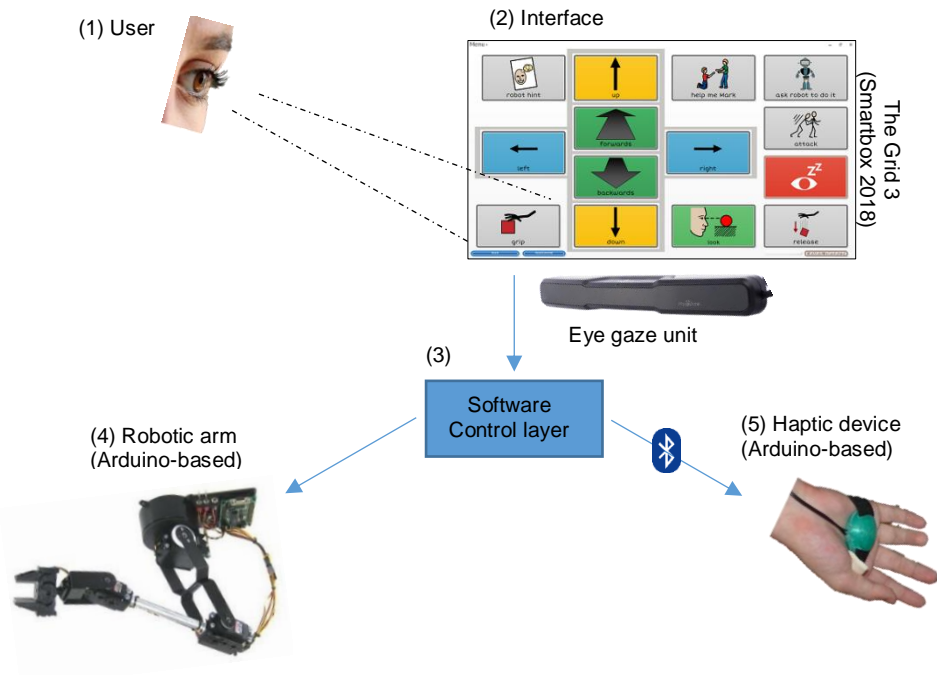 (1) User
(2) Interface
Menu
robot hint
up
help me Mark
ask robot to do it
forwards
attack
left
right
zz
backwards
grip
down
look
release
The Grid 3
(Smartbox 2018)
Eye gaze unit
(3)
Software
Control layer
(4) Robotic arm
(Arduino-based)
(5) Haptic device
(Arduino-based)